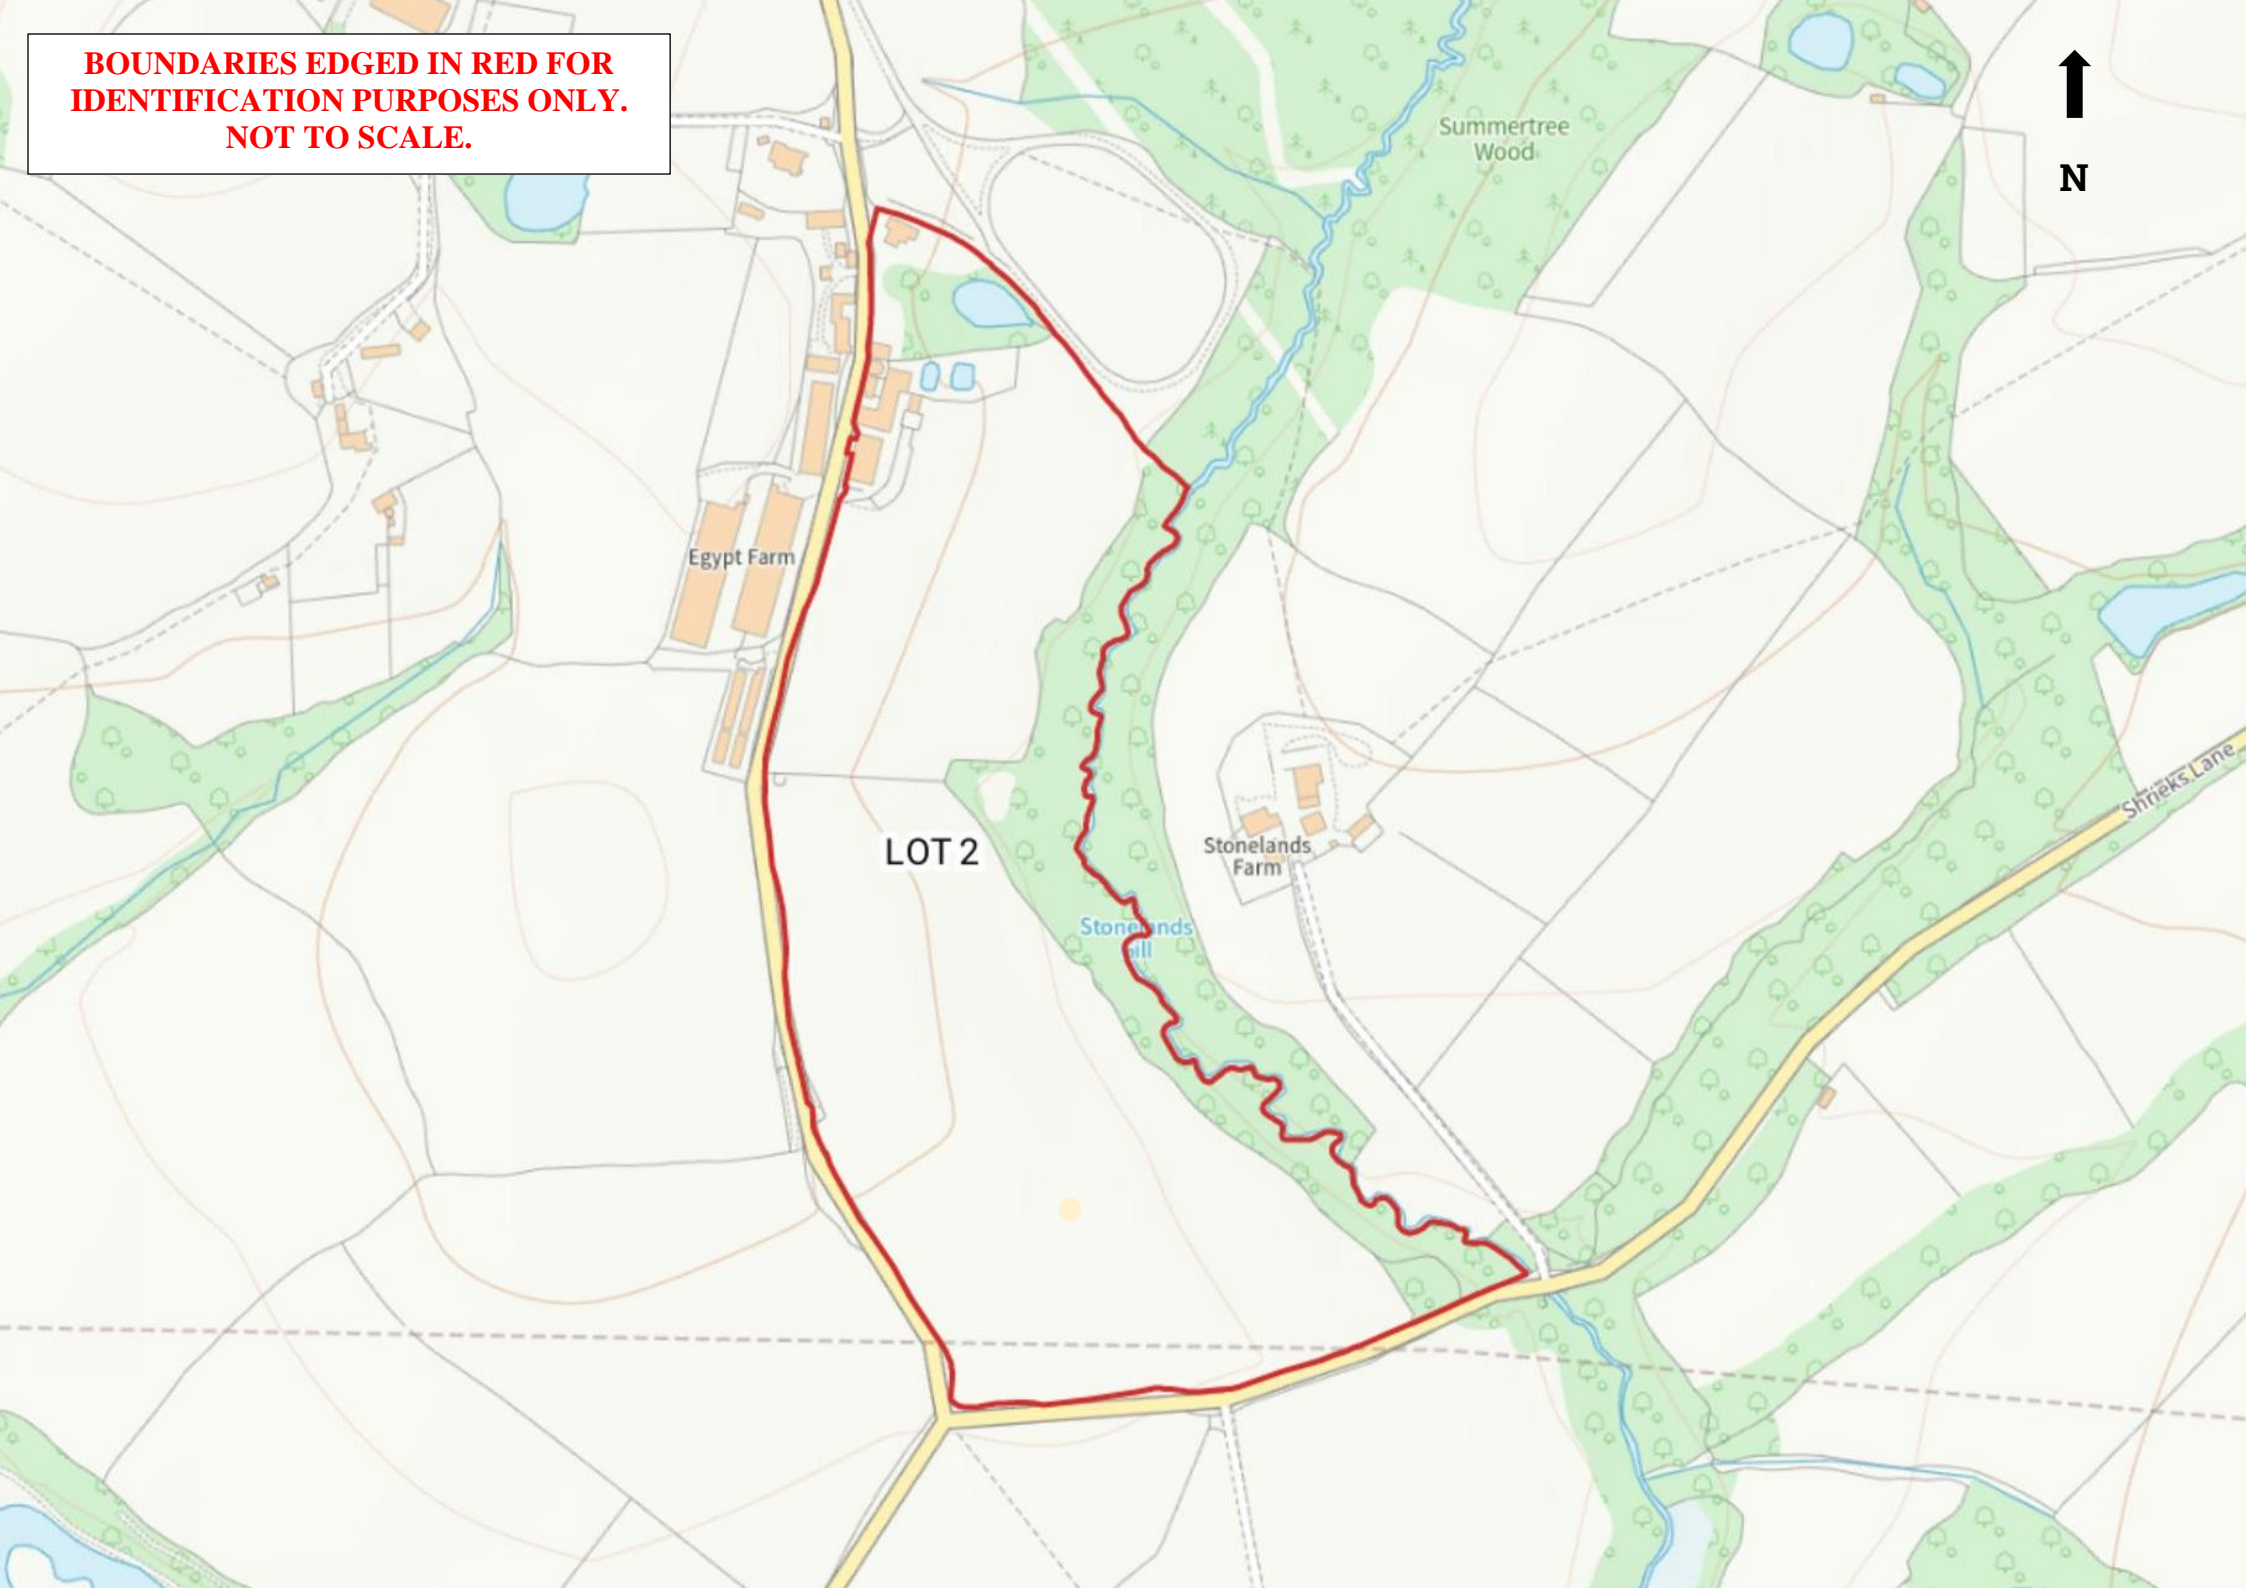 BOUNDARIES EDGED IN RED FOR
IDENTIFICATION PURPOSES ONLY.
NOT TO SCALE.
Summertree
Wood
N
Egypt Farm
Shrieks Lane
LOT 2
Stonelands
Farm